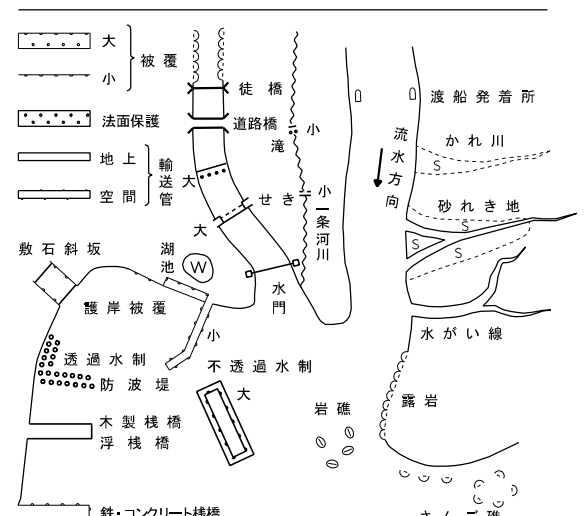 大
小
被覆
法面保護
地上
空間
輸送管
徒橋
道路橋
小
滝
大
せき
小
一条河川
大
水門
渡船発着所
流水方向
かれ川
S
砂れき地
S
S
S
水がい線
敷石斜坂
湖池
W
護岸被覆
小
透過水制
防波堤
不透過水制
大
木製桟橋
浮桟橋
岩礁
露岩
鉄・コンクリート桟橋
さんご礁